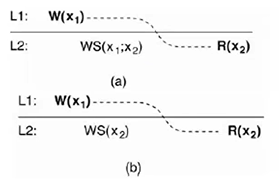 L1: W(x₁)
L2: WS(x₁;x₂) R(x₂)
(a)
L1: W(x₁)
L2: WS(x₂) R(x₂)
(b)